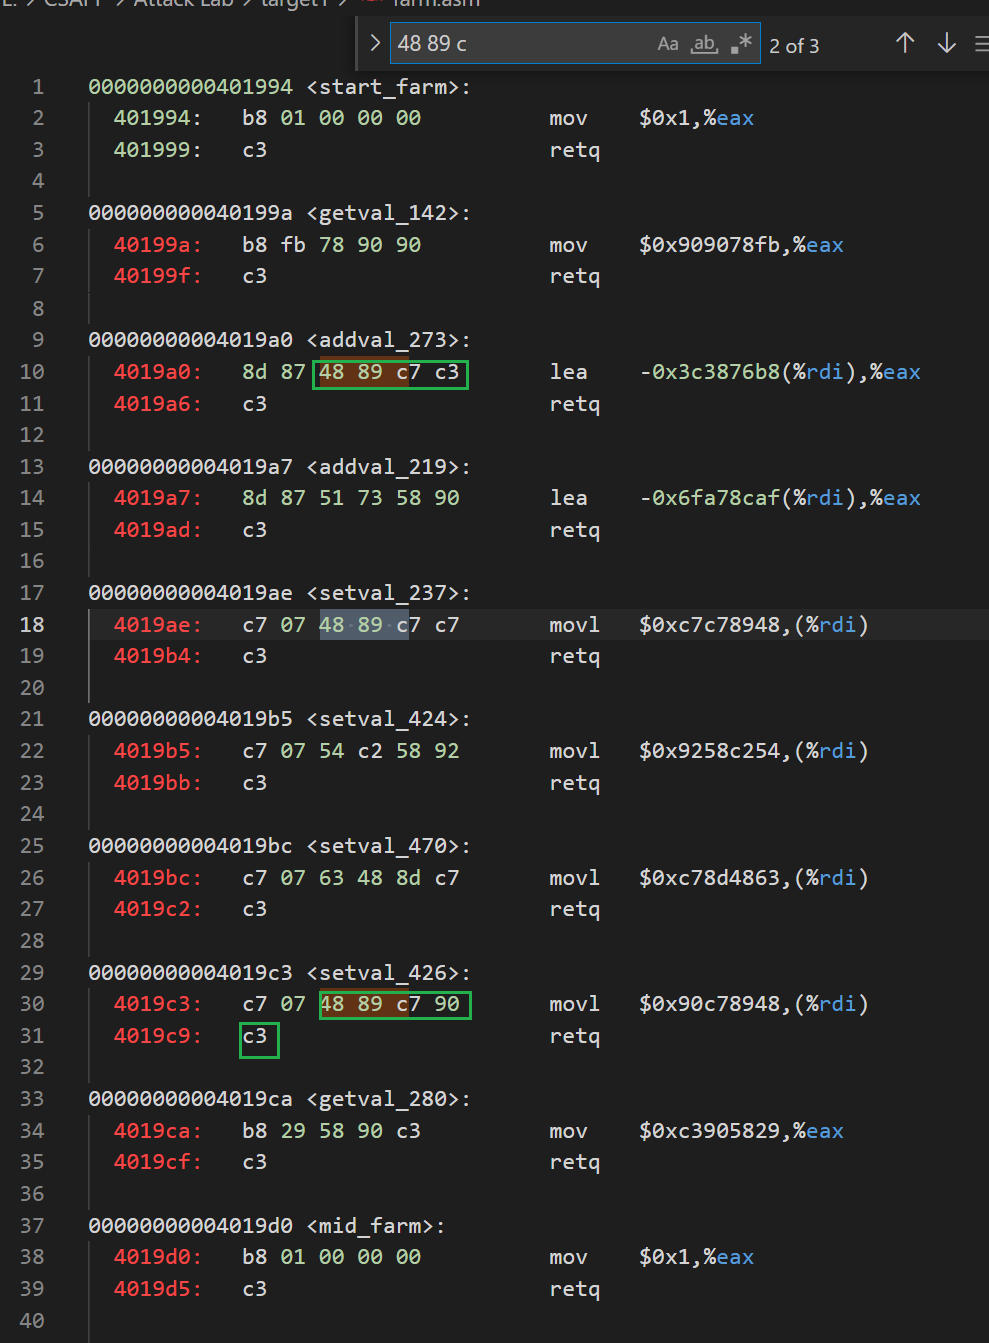 E: > CSAPP > Attack Lab > target1 > farm.asm
> 48 89 c Aa ab .* 2 of 3
1 0000000000401994 <start_farm>:
2 401994: b8 01 00 00 00 mov $0x1,%eax
3 401999: c3 retq
4
5 000000000040199a <getval_142>:
6 40199a: b8 fb 78 90 90 mov $0x909078fb,%eax
7 40199f: c3 retq
8
9 00000000004019a0 <addval_273>:
10 4019a0: 8d 87 48 89 c7 c3 lea -0x3c3876b8(%rdi),%eax
11 4019a6: c3 retq
12
13 00000000004019a7 <addval_219>:
14 4019a7: 8d 87 51 73 58 90 lea -0x6fa78caf(%rdi),%eax
15 4019ad: c3 retq
16
17 00000000004019ae <setval_237>:
18 4019ae: c7 07 48 89 c7 c7 movl $0xc7c78948,(%rdi)
19 4019b4: c3 retq
20
21 00000000004019b5 <setval_424>:
22 4019b5: c7 07 54 c2 58 92 movl $0x9258c254,(%rdi)
23 4019bb: c3 retq
24
25 00000000004019bc <setval_470>:
26 4019bc: c7 07 63 48 8d c7 movl $0xc78d4863,(%rdi)
27 4019c2: c3 retq
28
29 00000000004019c3 <setval_426>:
30 4019c3: c7 07 48 89 c7 90 movl $0x90c78948,(%rdi)
31 4019c9: c3 retq
32
33 00000000004019ca <getval_280>:
34 4019ca: b8 29 58 90 c3 mov $0xc3905829,%eax
35 4019cf: c3 retq
36
37 00000000004019d0 <mid_farm>:
38 4019d0: b8 01 00 00 00 mov $0x1,%eax
39 4019d5: c3 retq
40